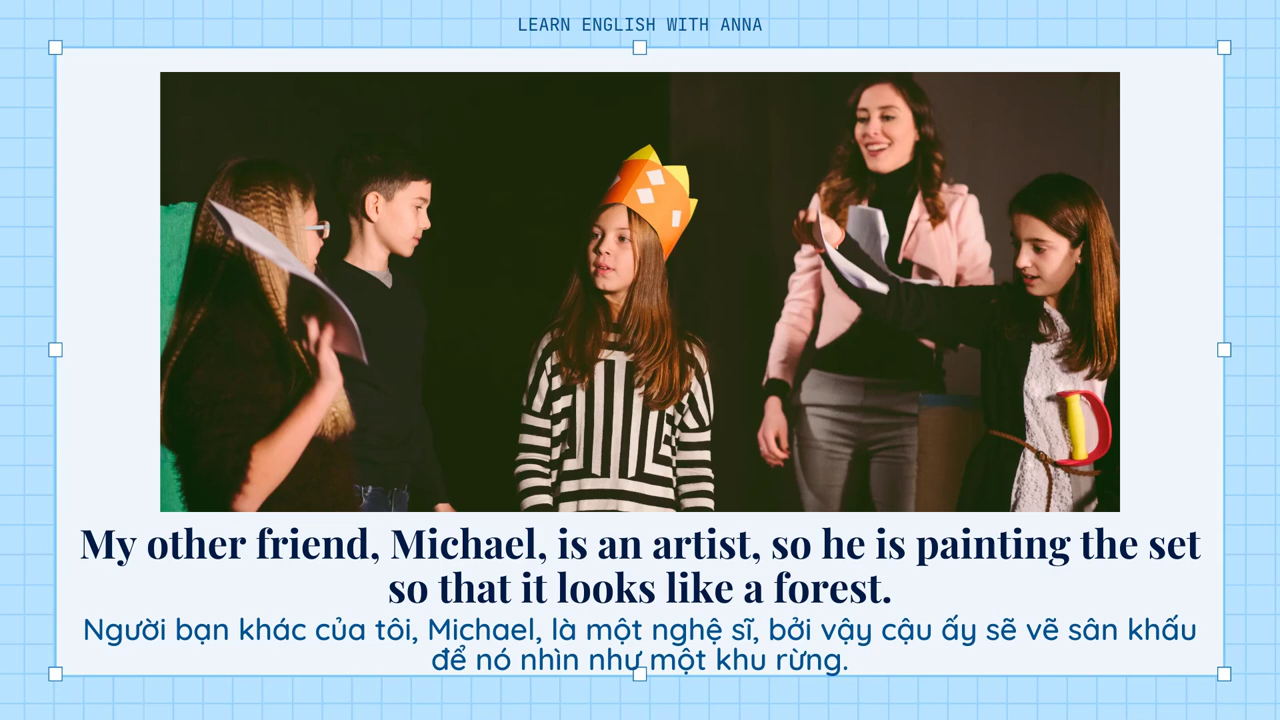 LEARN ENGLISH WITH ANNA
My other friend, Michael, is an artist, so he is painting the set
so that it looks like a forest.
Người bạn khác của tôi, Michael, là một nghệ sĩ, bởi vậy cậu ấy sẽ vẽ sân khấu
để nó nhìn như một khu rừng.